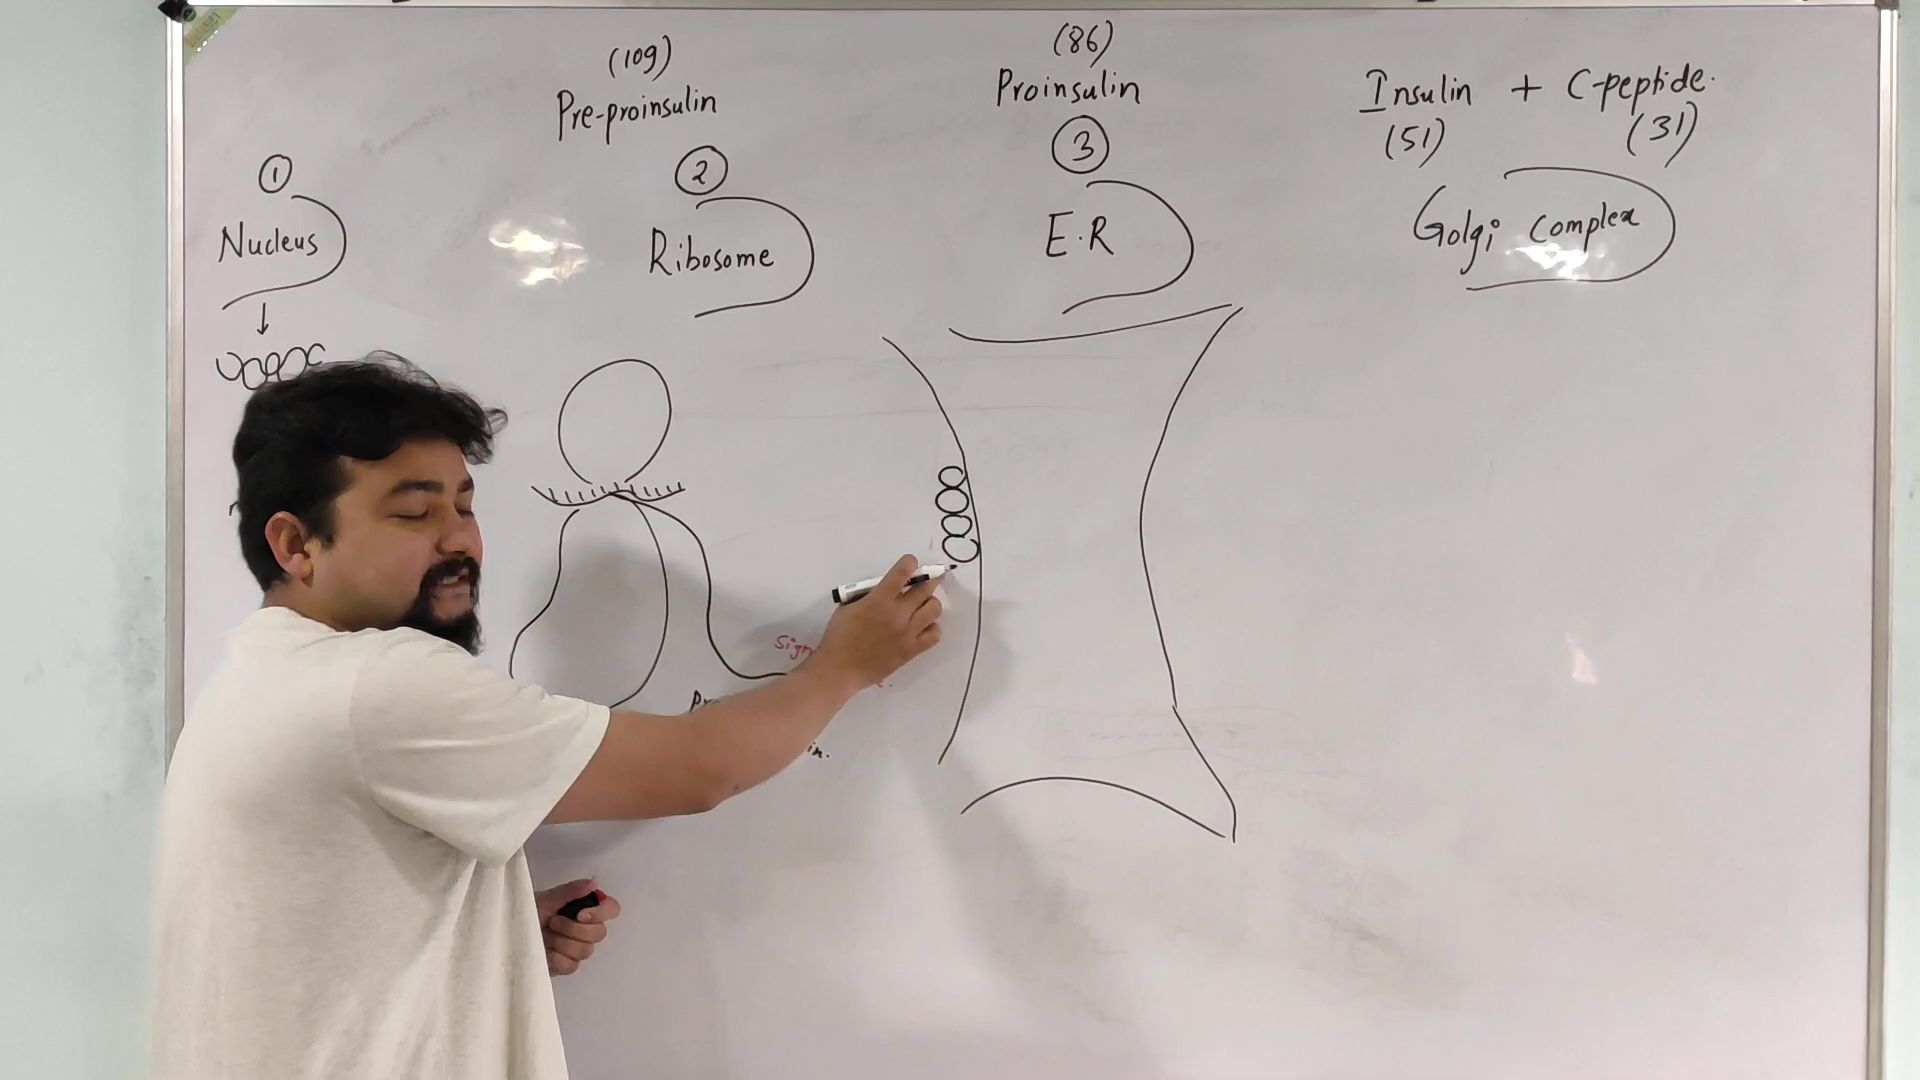 (109)
Pre-proinsulin
(86)
Proinsulin
Insulin + C-peptide.
(51) (31)
1
Nucleus
2
Ribosome
3
E.R
Golgi complex